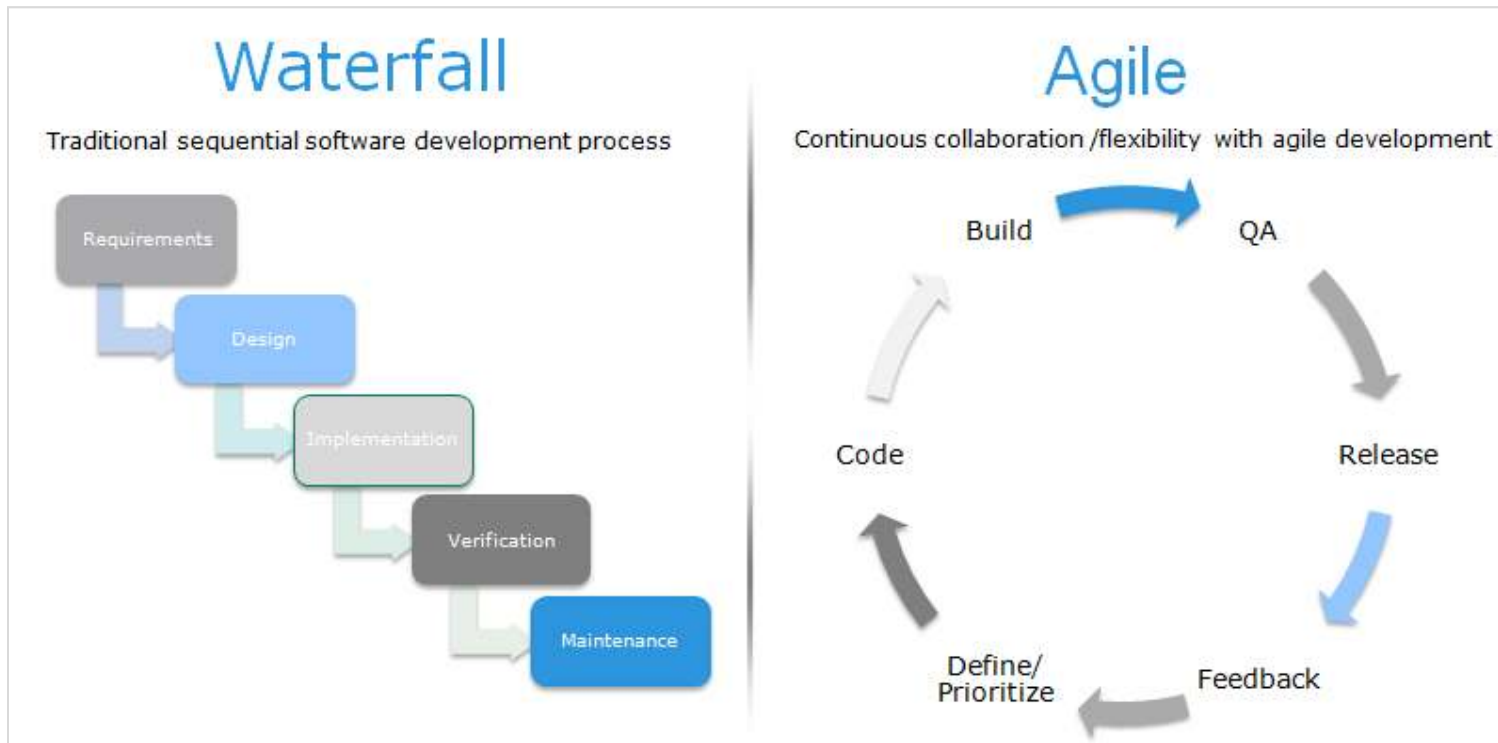 Waterfall
Traditional sequential software development process
Requirements
Design
Implementation
Verification
Maintenance
Agile
Continuous collaboration /flexibility with agile development
Build
QA
Release
Feedback
Define/
Prioritize
Code